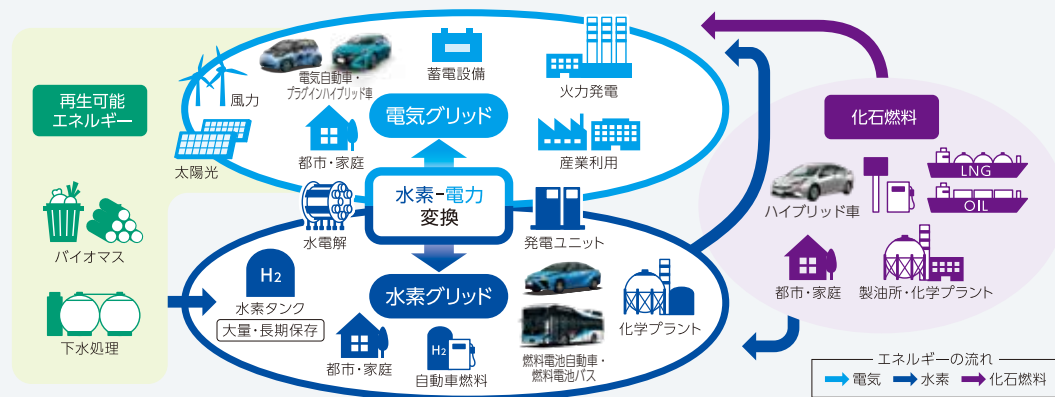 再生可能
エネルギー
風力
太陽光
バイオマス
下水処理
電気自動車・
プラグインハイブリッド車
蓄電設備
火力発電
電気グリッド
都市・家庭
産業利用
水電解
水素-電力
変換
発電ユニット
H2
水素タンク
大量・長期保存
水素グリッド
都市・家庭
H2
自動車燃料
燃料電池自動車・
燃料電池バス
化学プラント
化石燃料
ハイブリッド車
LNG
OIL
都市・家庭
製油所・化学プラント
エネルギーの流れ
電気 水素 化石燃料